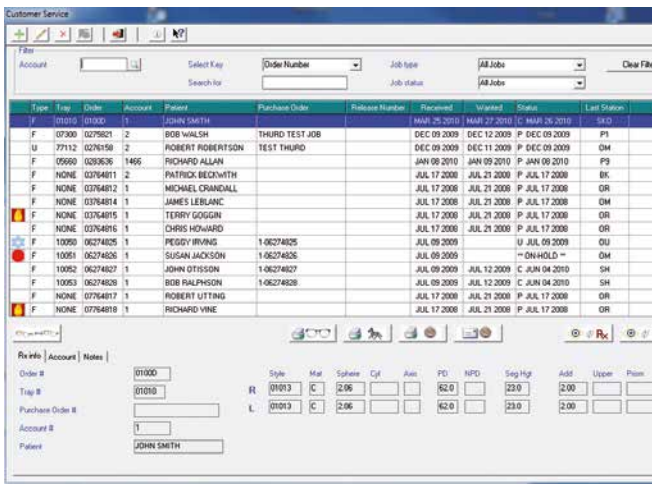 Customer Service
Filter
Account Select Key Order Number Job type All Jobs Clear Filte
Search for Job status All Jobs
Type Tray Order Account Patient Purchase Order Release Number Received Wanted Status Last Station
F 01010 0100D 1 JOHN SMITH MAR 25 2010 MAR 27 2010 C MAR 26 2010 SKD
F 07300 0275821 2 BOB WALSH THURD TEST JOB DEC 09 2009 DEC 12 2009 P DEC 09 2009 P1
U 77112 0276158 2 ROBERT ROBERTSON TEST THURD DEC 09 2009 DEC 11 2009 P DEC 09 2009 OM
F 05660 0283636 1466 RICHARD ALLAN JAN 08 2010 JAN 09 2010 P JAN 08 2010 P9
F NONE 03764811 2 PATRICK BECKWITH JUL 17 2008 JUL 21 2008 P JUL 17 2008 BK
F NONE 03764812 1 MICHAEL CRANDALL JUL 17 2008 JUL 21 2008 P JUL 17 2008 OR
F NONE 03764814 1 JAMES LEBLANC JUL 17 2008 JUL 21 2008 P JUL 17 2008 OM
F NONE 03764815 1 TERRY GOGGIN JUL 17 2008 JUL 21 2008 P JUL 17 2008 OR
F NONE 03764816 1 CHRIS HOWARD JUL 17 2008 JUL 21 2008 P JUL 17 2008 OR
F 10050 06274825 1 PEGGY IRVING 1-06274825 JUL 09 2009 U JUL 09 2009 OU
F 10051 06274826 1 SUSAN JACKSON 1-06274826 JUL 09 2009 ** ON-HOLD ** OM
F 10052 06274827 1 JOHN OTISSON 1-06274827 JUL 09 2009 JUL 12 2009 C JUN 04 2010 SH
F 10053 06274828 1 BOB RALPHSON 1-06274828 JUL 09 2009 JUL 12 2009 C JUN 04 2010 SH
F NONE 07764817 1 ROBERT UTTING JUL 17 2008 JUL 21 2008 P JUL 17 2008 OR
F NONE 07764818 1 RICHARD VINE JUL 17 2008 JUL 21 2008 P JUL 17 2008 OR
Rx
Rx info Account Notes
Order # 0100D Style Mat Sphere Cyl Axis PD NPD Seg Hgt Add Upper Prism
Tray # 01010 R 01013 C 2.06 62.0 23.0 2.00
Purchase Order # L 01013 C 2.06 62.0 23.0 2.00
Account # 1
Patient JOHN SMITH